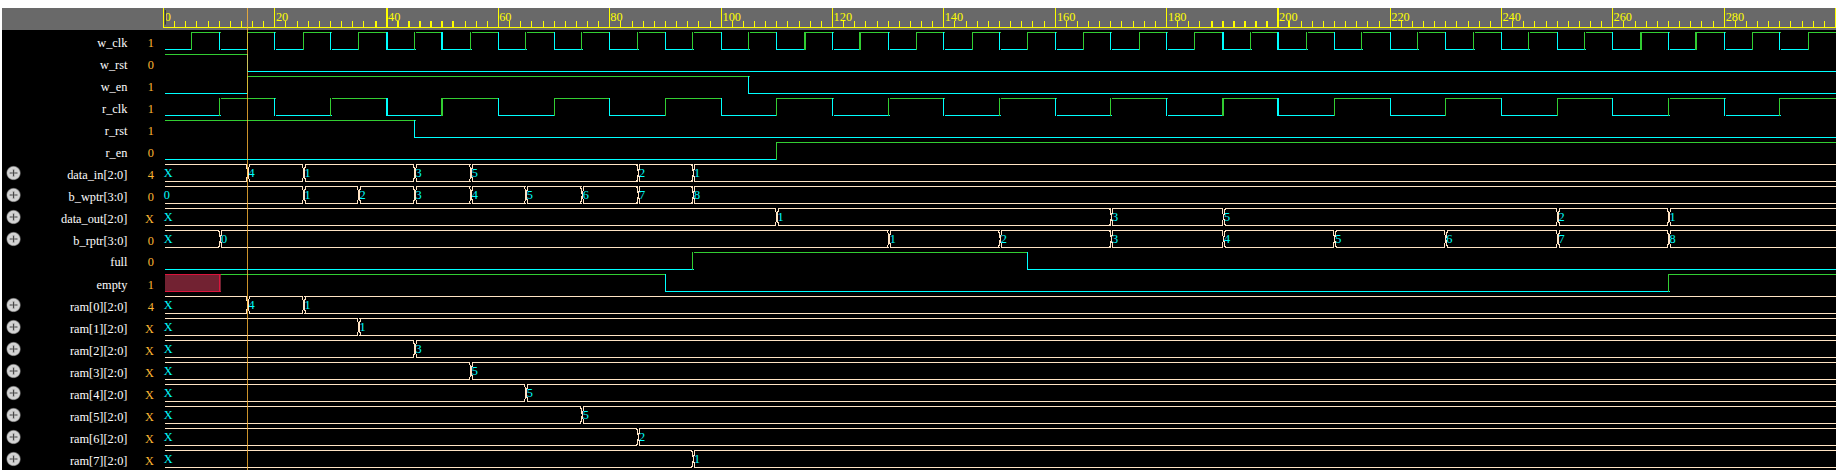 0 20 40 60 80 100 120 140 160 180 200 220 240 260 280
w_clk 1
w_rst 0
w_en 1
r_clk 1
r_rst 1
r_en 0
data_in[2:0] 4 X 4 1 3 5 2 1
b_wptr[3:0] 0 0 1 2 3 4 5 6 7 8
data_out[2:0] X X 1 3 5 2 1
b_rptr[3:0] 0 X 0 1 2 3 4 5 6 7 8
full 0
empty 1
ram[0][2:0] 4 X 4 1
ram[1][2:0] X X 1
ram[2][2:0] X X 3
ram[3][2:0] X X 5
ram[4][2:0] X X 5
ram[5][2:0] X X 5
ram[6][2:0] X X 2
ram[7][2:0] X X 1